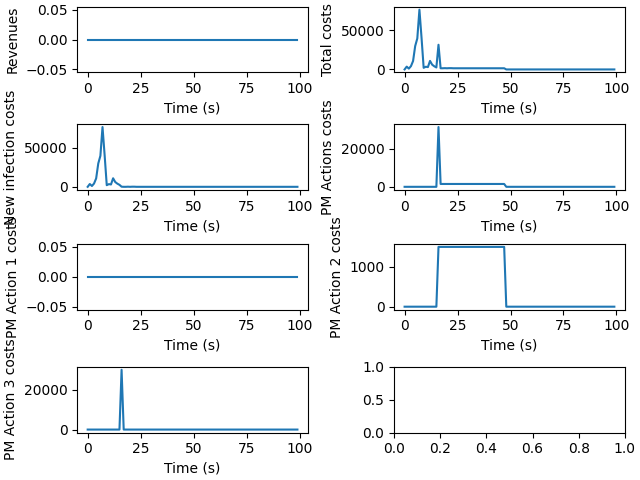 Revenues
0.05
0.00
−0.05
0 25 50 75 100
Time (s)
Total costs
50000
0
0 25 50 75 100
Time (s)
New infection costs
50000
0
0 25 50 75 100
Time (s)
PM Actions costs
20000
0
0 25 50 75 100
Time (s)
PM Action 1 costs
0.05
0.00
−0.05
0 25 50 75 100
Time (s)
PM Action 2 costs
1000
0
0 25 50 75 100
Time (s)
PM Action 3 costs
20000
0
0 25 50 75 100
Time (s)
1.0
0.5
0.0
0.0 0.2 0.4 0.6 0.8 1.0